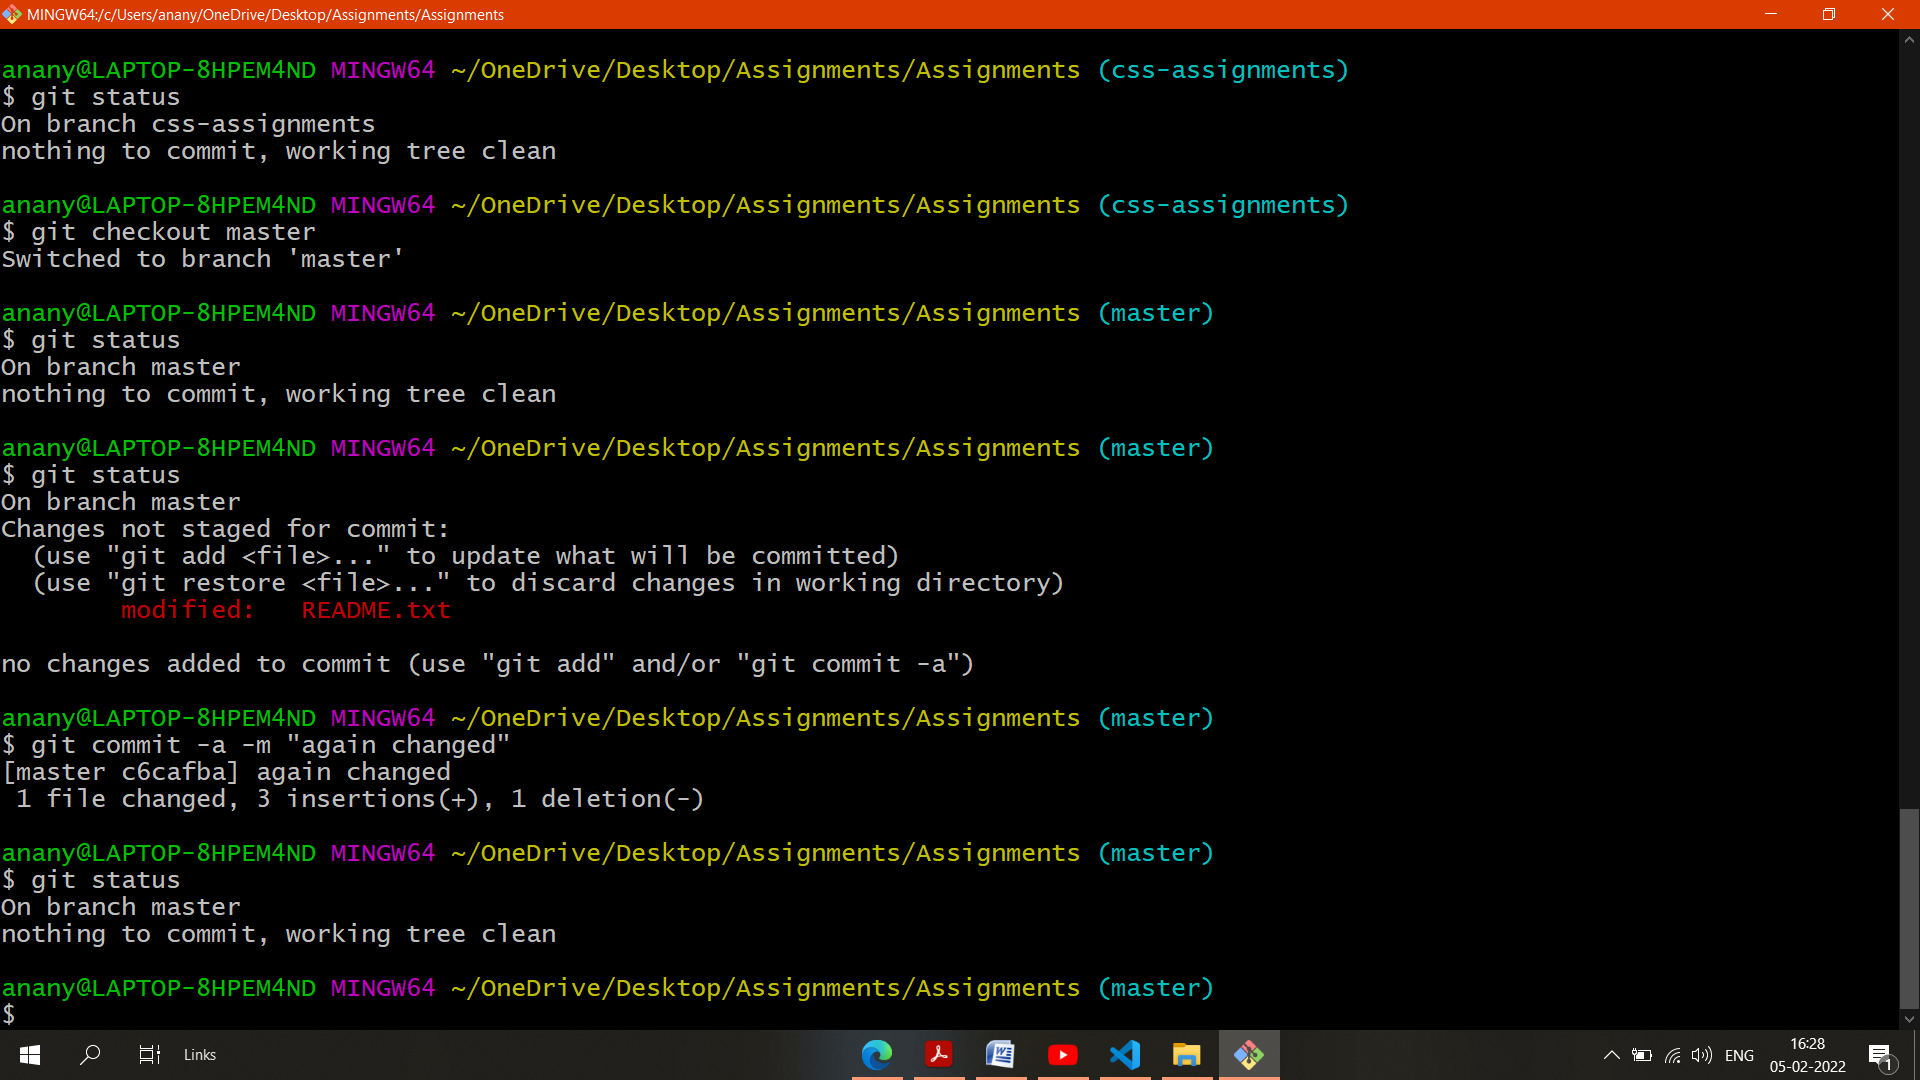 MINGW64:/c/Users/anany/OneDrive/Desktop/Assignments/Assignments
anany@LAPTOP-8HPEM4ND MINGW64 ~/OneDrive/Desktop/Assignments/Assignments (css-assignments)
$ git status
On branch css-assignments
nothing to commit, working tree clean
anany@LAPTOP-8HPEM4ND MINGW64 ~/OneDrive/Desktop/Assignments/Assignments (css-assignments)
$ git checkout master
Switched to branch 'master'
anany@LAPTOP-8HPEM4ND MINGW64 ~/OneDrive/Desktop/Assignments/Assignments (master)
$ git status
On branch master
nothing to commit, working tree clean
anany@LAPTOP-8HPEM4ND MINGW64 ~/OneDrive/Desktop/Assignments/Assignments (master)
$ git status
On branch master
Changes not staged for commit:
  (use "git add <file>..." to update what will be committed)
  (use "git restore <file>..." to discard changes in working directory)
        modified:   README.txt
no changes added to commit (use "git add" and/or "git commit -a")
anany@LAPTOP-8HPEM4ND MINGW64 ~/OneDrive/Desktop/Assignments/Assignments (master)
$ git commit -a -m "again changed"
[master c6cafba] again changed
 1 file changed, 3 insertions(+), 1 deletion(-)
anany@LAPTOP-8HPEM4ND MINGW64 ~/OneDrive/Desktop/Assignments/Assignments (master)
$ git status
On branch master
nothing to commit, working tree clean
anany@LAPTOP-8HPEM4ND MINGW64 ~/OneDrive/Desktop/Assignments/Assignments (master)
$
Links
ENG
16:28
05-02-2022
1